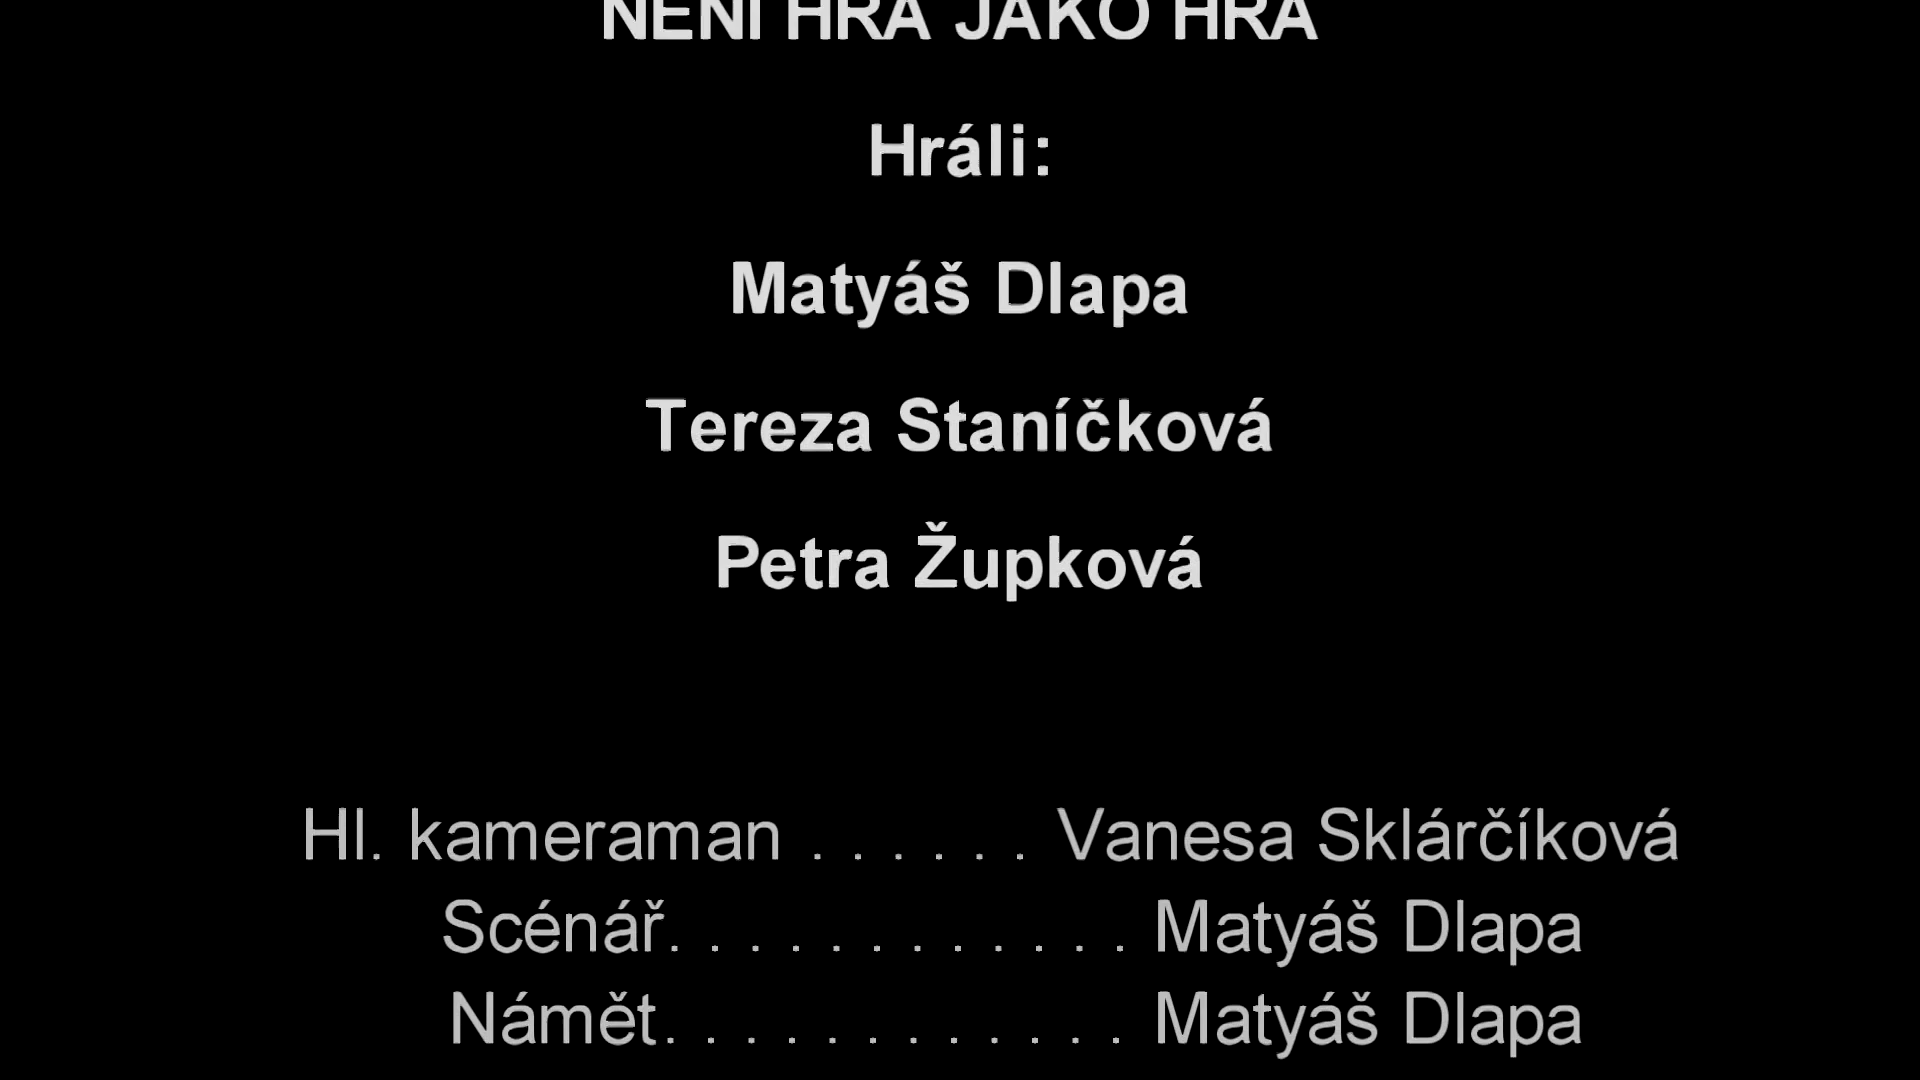 NENÍ HRA JAKO HRA
Hráli:
Matyáš Dlapa
Tereza Staníčková
Petra Župková
Hl. kameraman . . . . . . Vanesa Sklárčíková
Scénář. . . . . . . . . . . . Matyáš Dlapa
Námět. . . . . . . . . . . . Matyáš Dlapa